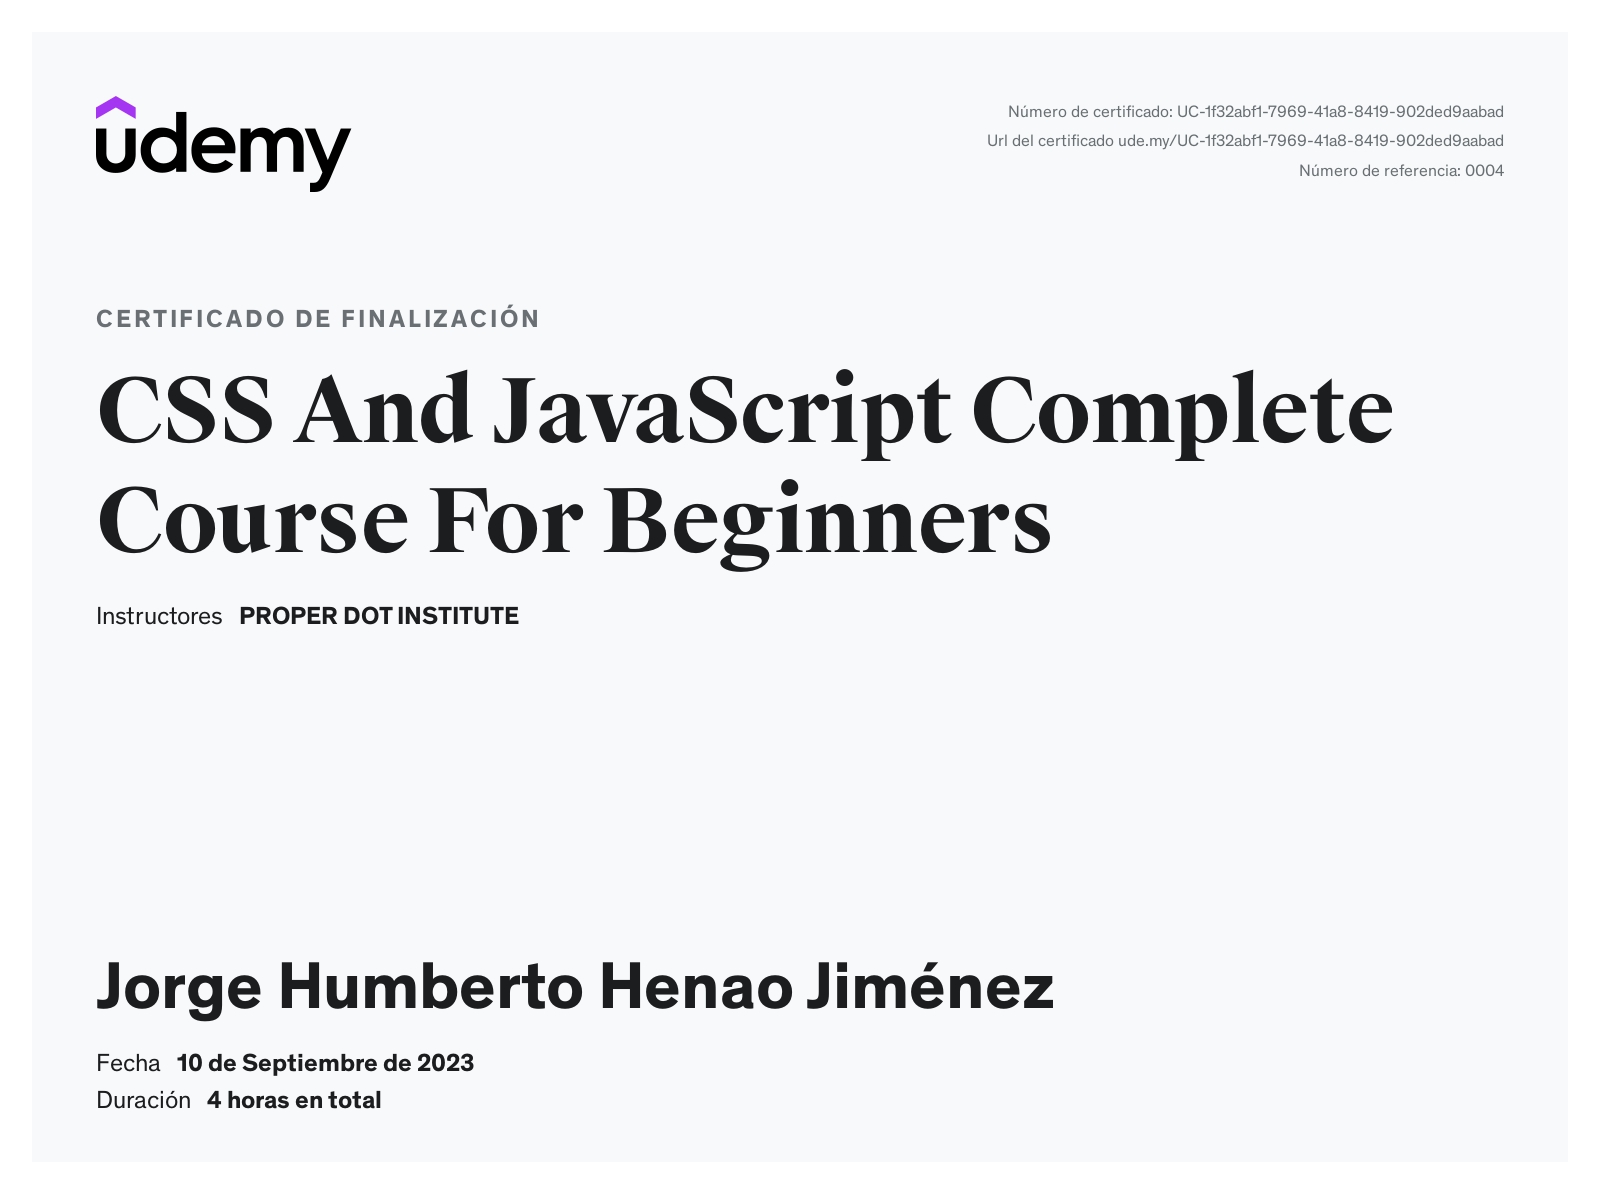 udemy
Número de certificado: UC-1f32abf1-7969-41a8-8419-902ded9aabad
Url del certificado ude.my/UC-1f32abf1-7969-41a8-8419-902ded9aabad
Número de referencia: 0004
CERTIFICADO DE FINALIZACIÓN
CSS And JavaScript Complete
Course For Beginners
Instructores PROPER DOT INSTITUTE
Jorge Humberto Henao Jiménez
Fecha 10 de Septiembre de 2023
Duración 4 horas en total